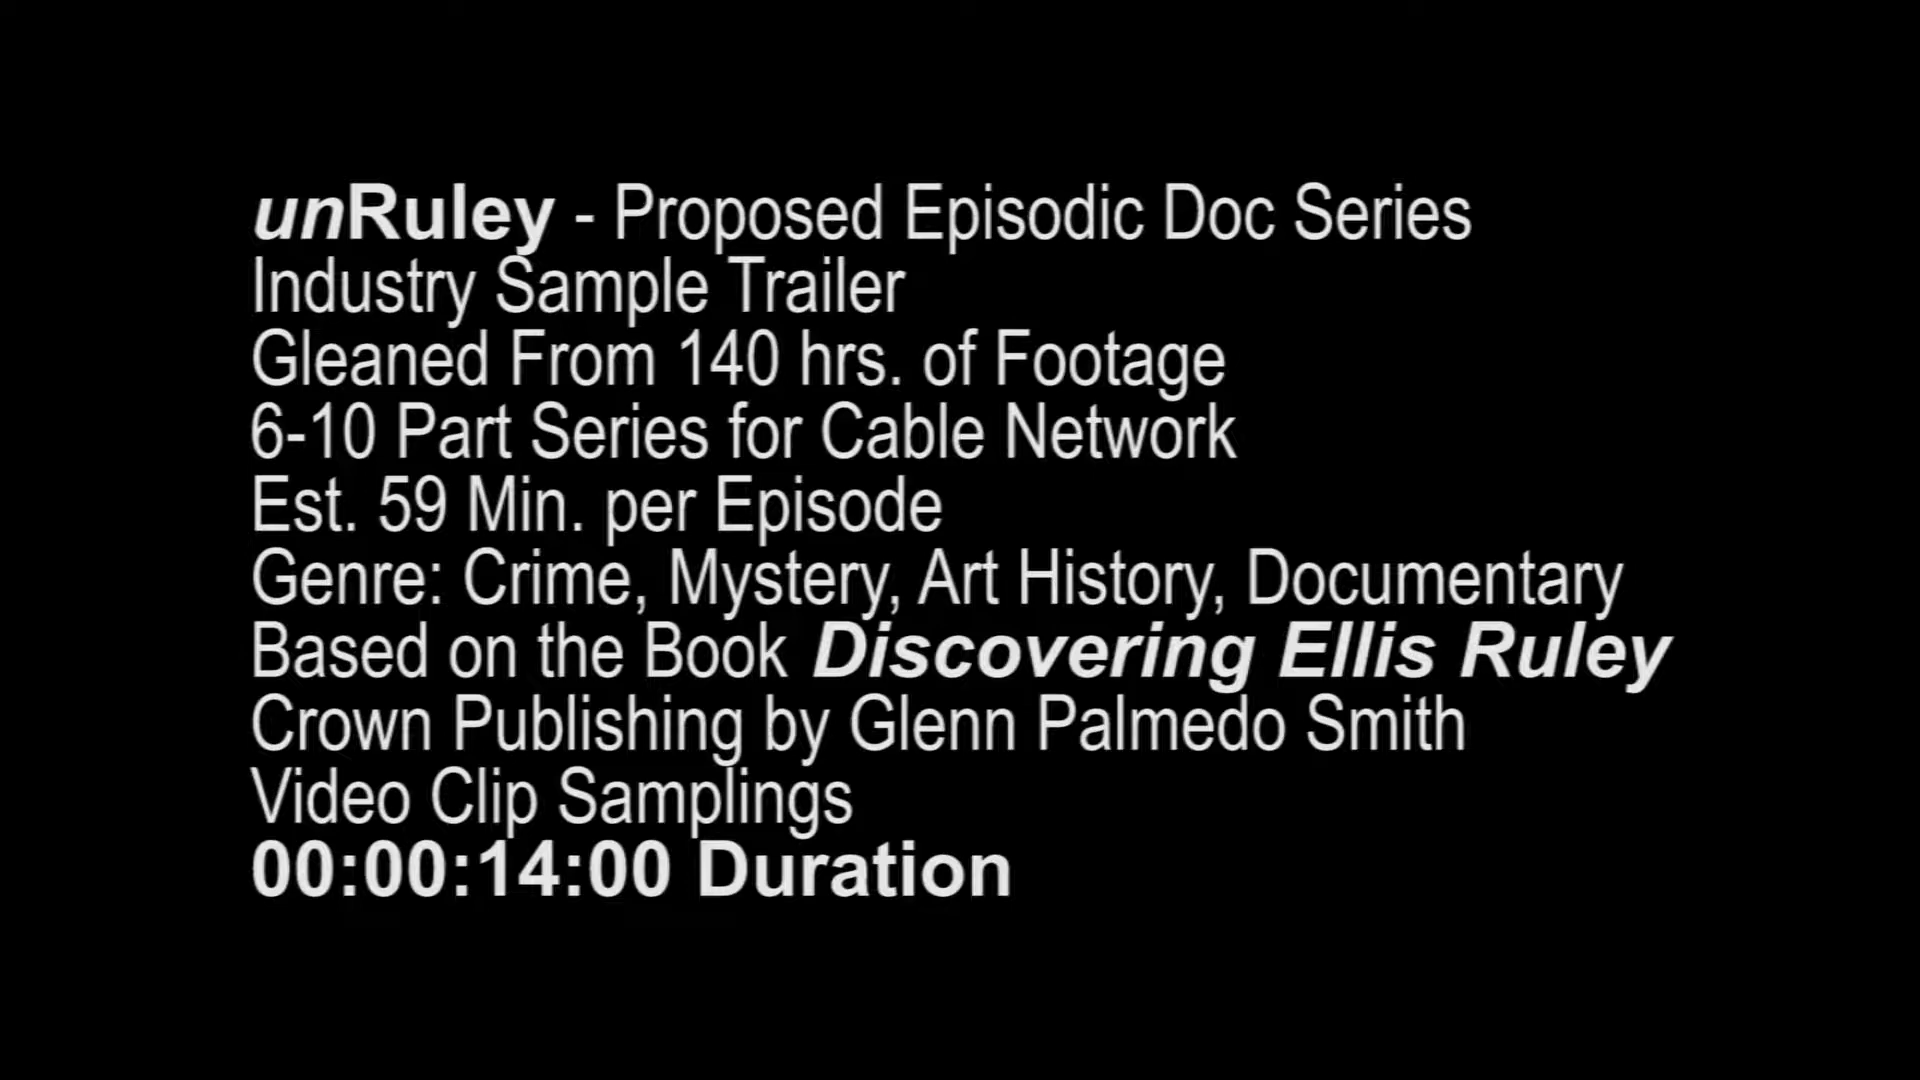 unRuley - Proposed Episodic Doc Series
Industry Sample Trailer
Gleaned From 140 hrs. of Footage
6-10 Part Series for Cable Network
Est. 59 Min. per Episode
Genre: Crime, Mystery, Art History, Documentary
Based on the Book Discovering Ellis Ruley
Crown Publishing by Glenn Palmedo Smith
Video Clip Samplings
00:00:14:00 Duration